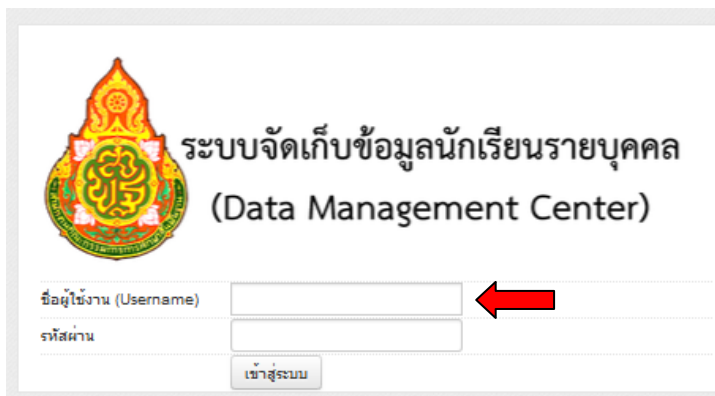 ระบบจัดเก็บข้อมูลนักเรียนรายบุคคล
(Data Management Center)
ชื่อผู้ใช้งาน (Username)
รหัสผ่าน
เข้าสู่ระบบ